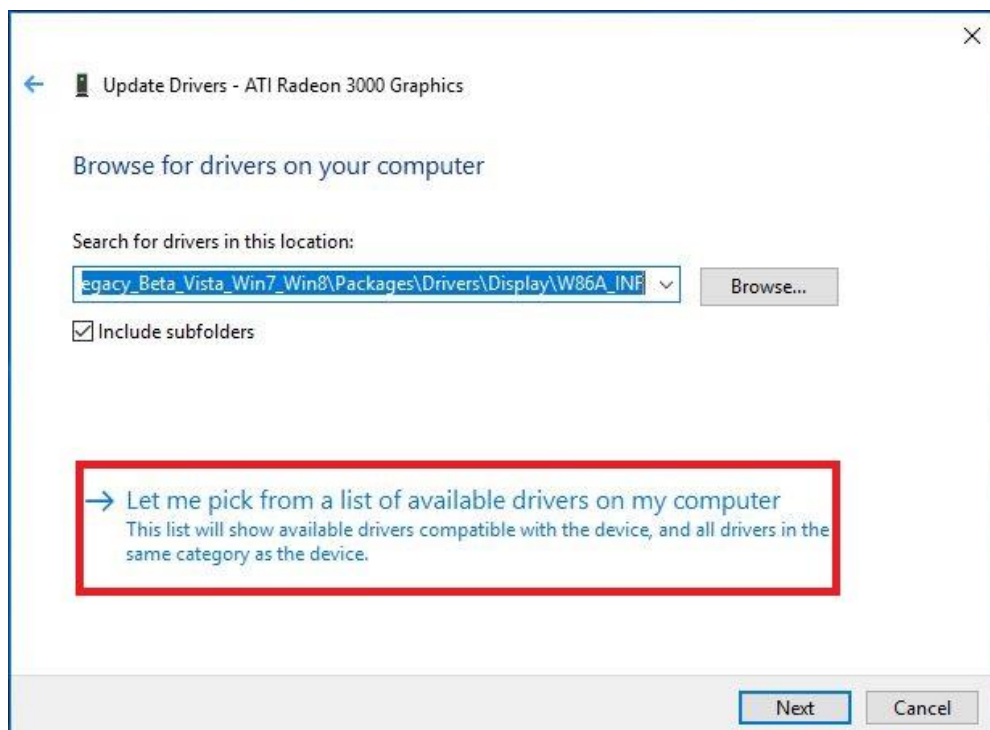 Update Drivers - ATI Radeon 3000 Graphics
Browse for drivers on your computer
Search for drivers in this location:
egacy_Beta_Vista_Win7_Win8\Packages\Drivers\Display\W86A_INF
Browse...
Include subfolders
Let me pick from a list of available drivers on my computer
This list will show available drivers compatible with the device, and all drivers in the
same category as the device.
Next
Cancel